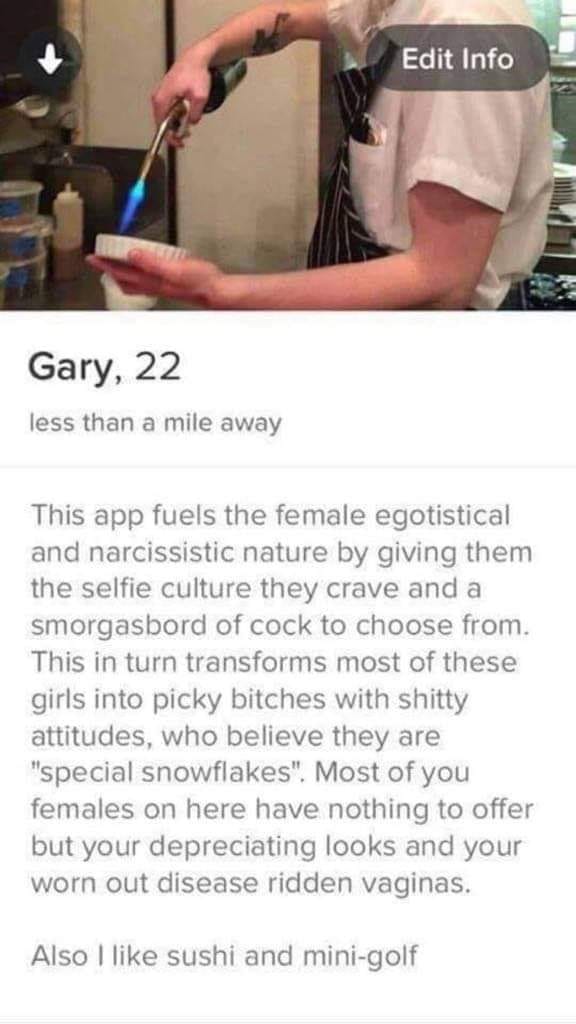 Edit Info
Gary, 22
less than a mile away
This app fuels the female egotistical
and narcissistic nature by giving them
the selfie culture they crave and a
smorgasbord of cock to choose from.
This in turn transforms most of these
girls into picky bitches with shitty
attitudes, who believe they are
"special snowflakes". Most of you
females on here have nothing to offer
but your depreciating looks and your
worn out disease ridden vaginas.
Also I like sushi and mini-golf